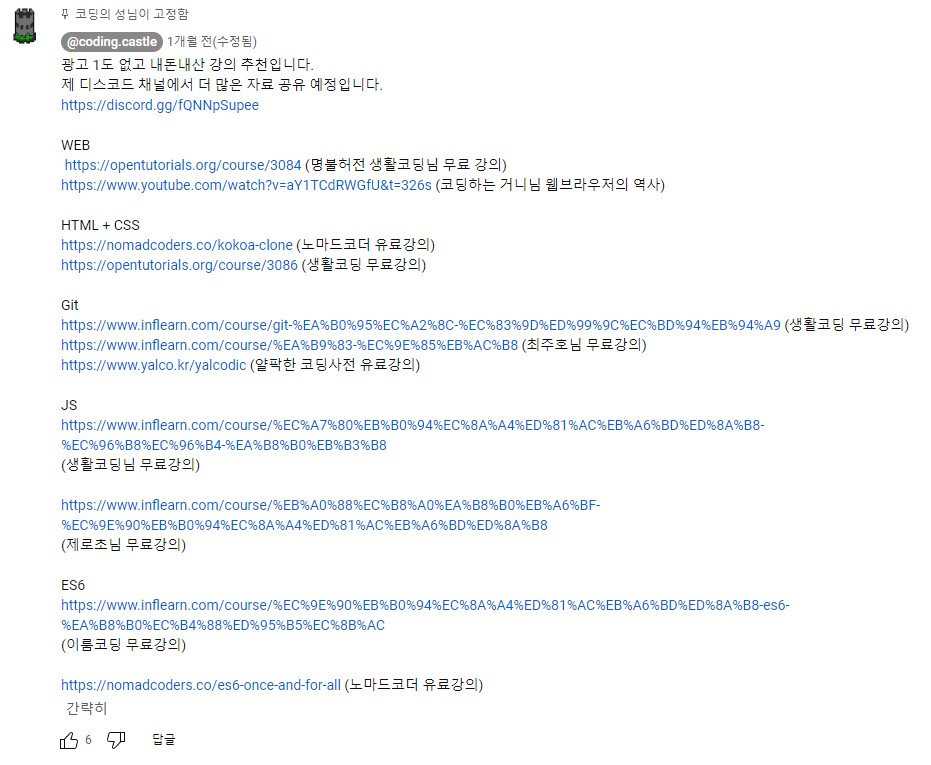 코딩의 성님이 고정함
@coding.castle 1개월 전(수정됨)
광고 1도 없고 내돈내산 강의 추천입니다.
제 디스코드 채널에서 더 많은 자료 공유 예정입니다.
https://discord.gg/fQNNpSupee
WEB
https://opentutorials.org/course/3084 (명불허전 생활코딩님 무료 강의)
https://www.youtube.com/watch?v=aY1TCdRWGfU&t=326s (코딩하는 거니님 웹브라우저의 역사)
HTML + CSS
https://nomadcoders.co/kokoa-clone (노마드코더 유료강의)
https://opentutorials.org/course/3086 (생활코딩 무료강의)
Git
https://www.inflearn.com/course/git-%EA%B0%95%EC%A2%8C-%EC%83%9D%ED%99%9C%EC%BD%94%EB%94%A9 (생활코딩 무료강의)
https://www.inflearn.com/course/%EA%B9%83-%EC%9E%85%EB%AC%B8 (최주호님 무료강의)
https://www.yalco.kr/yalcodic (얄팍한 코딩사전 유료강의)
JS
https://www.inflearn.com/course/%EC%A7%80%EB%B0%94%EC%8A%A4%ED%81%AC%EB%A6%BD%ED%8A%B8-
%EC%96%B8%EC%96%B4-%EA%B8%B0%EB%B3%B8
(생활코딩님 무료강의)
https://www.inflearn.com/course/%EB%A0%88%EC%B8%A0%EA%B8%B0%EB%A6%BF-
%EC%9E%90%EB%B0%94%EC%8A%A4%ED%81%AC%EB%A6%BD%ED%8A%B8
(제로초님 무료강의)
ES6
https://www.inflearn.com/course/%EC%9E%90%EB%B0%94%EC%8A%A4%ED%81%AC%EB%A6%BD%ED%8A%B8-es6-
%EA%B8%B0%EC%B4%88%ED%95%B5%EC%8B%AC
(이룸코딩 무료강의)
https://nomadcoders.co/es6-once-and-for-all (노마드코더 유료강의)
간략히
6 답글